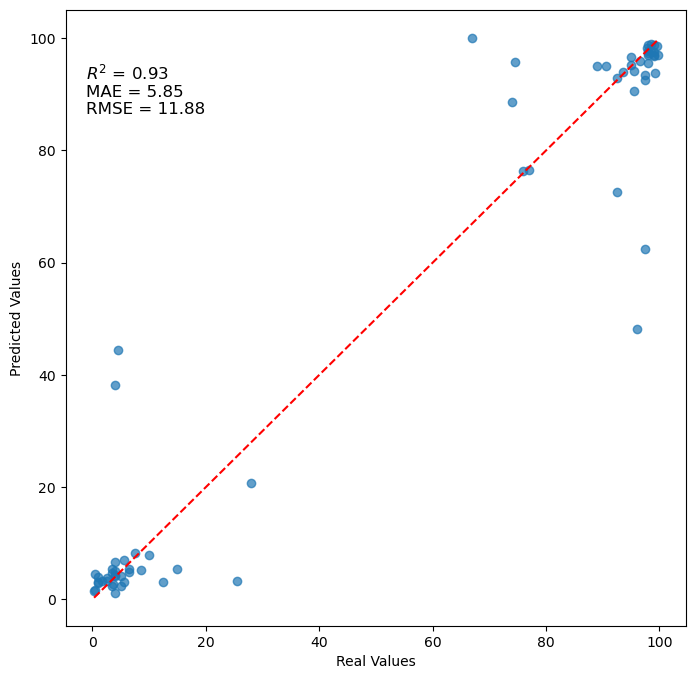 100
R² = 0.93
MAE = 5.85
RMSE = 11.88
80
60
Predicted Values
40
20
0
0 20 40 60 80 100
Real Values